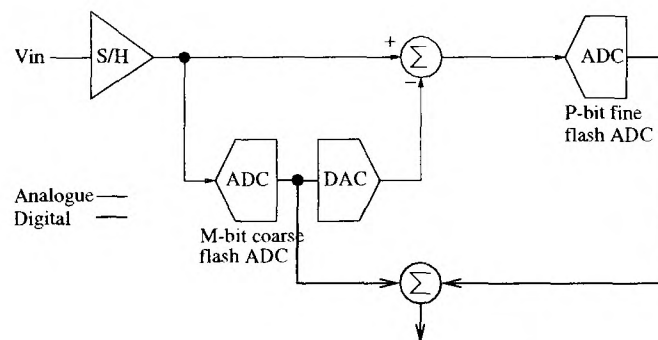 Vin
S/H
+
Σ
−
ADC
P-bit fine
flash ADC
ADC
DAC
Analogue
Digital
M-bit coarse
flash ADC
Σ